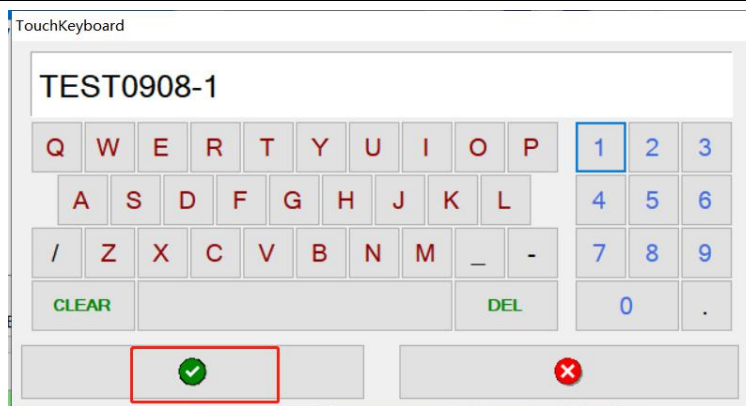 TouchKeyboard
TEST0908-1
Q W E R T Y U I O P 1 2 3
A S D F G H J K L 4 5 6
/ Z X C V B N M _ - 7 8 9
CLEAR DEL 0 .